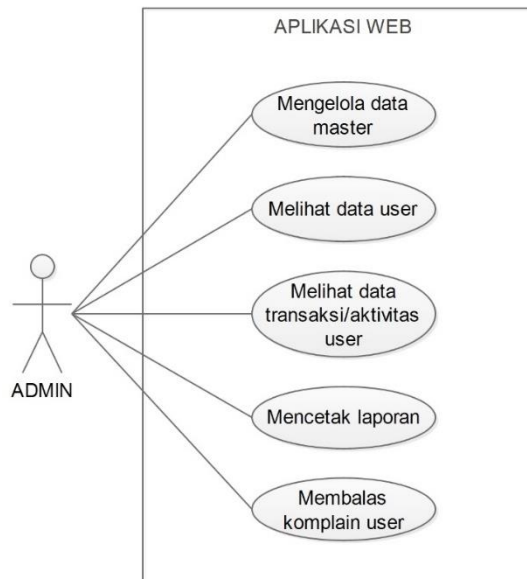 APLIKASI WEB
Mengelola data
master
Melihat data user
Melihat data
transaksi/aktivitas
user
ADMIN
Mencetak laporan
Membalas
komplain user